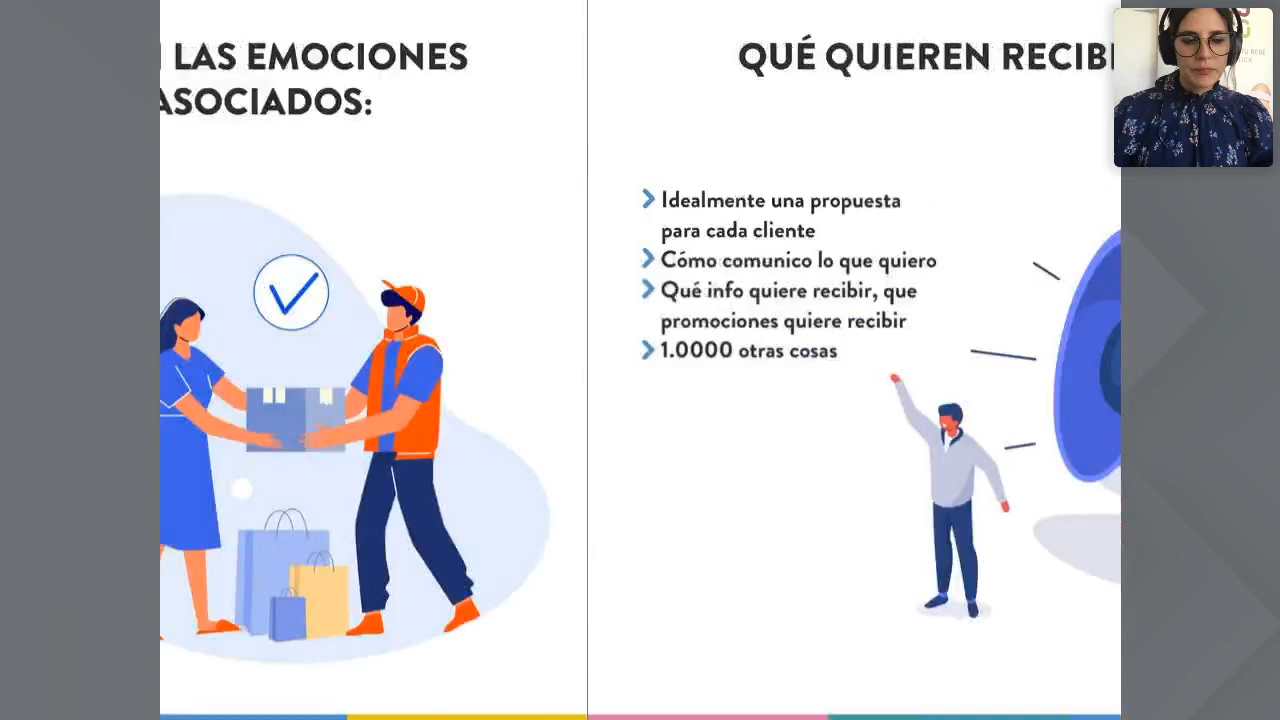 LAS EMOCIONES
ASOCIADOS:
QUÉ QUIEREN RECIBI
Idealmente una propuesta
para cada cliente
Cómo comunico lo que quiero
Qué info quiere recibir, que
promociones quiere recibir
1.0000 otras cosas